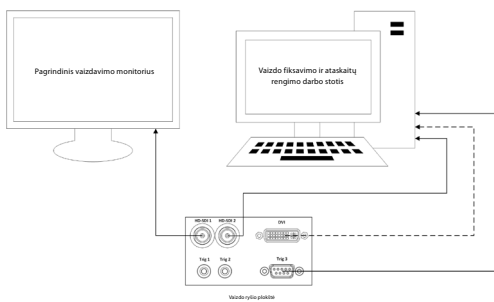 Pagrindinis vaizdavimo monitorius
Vaizdo fiksavimo ir ataskaitų
rengimo darbo stotis
HD-SDI 1
HD-SDI 2
DVI
Trig 1
Trig 2
Trig 3
Vaizdo ryšio plokštė